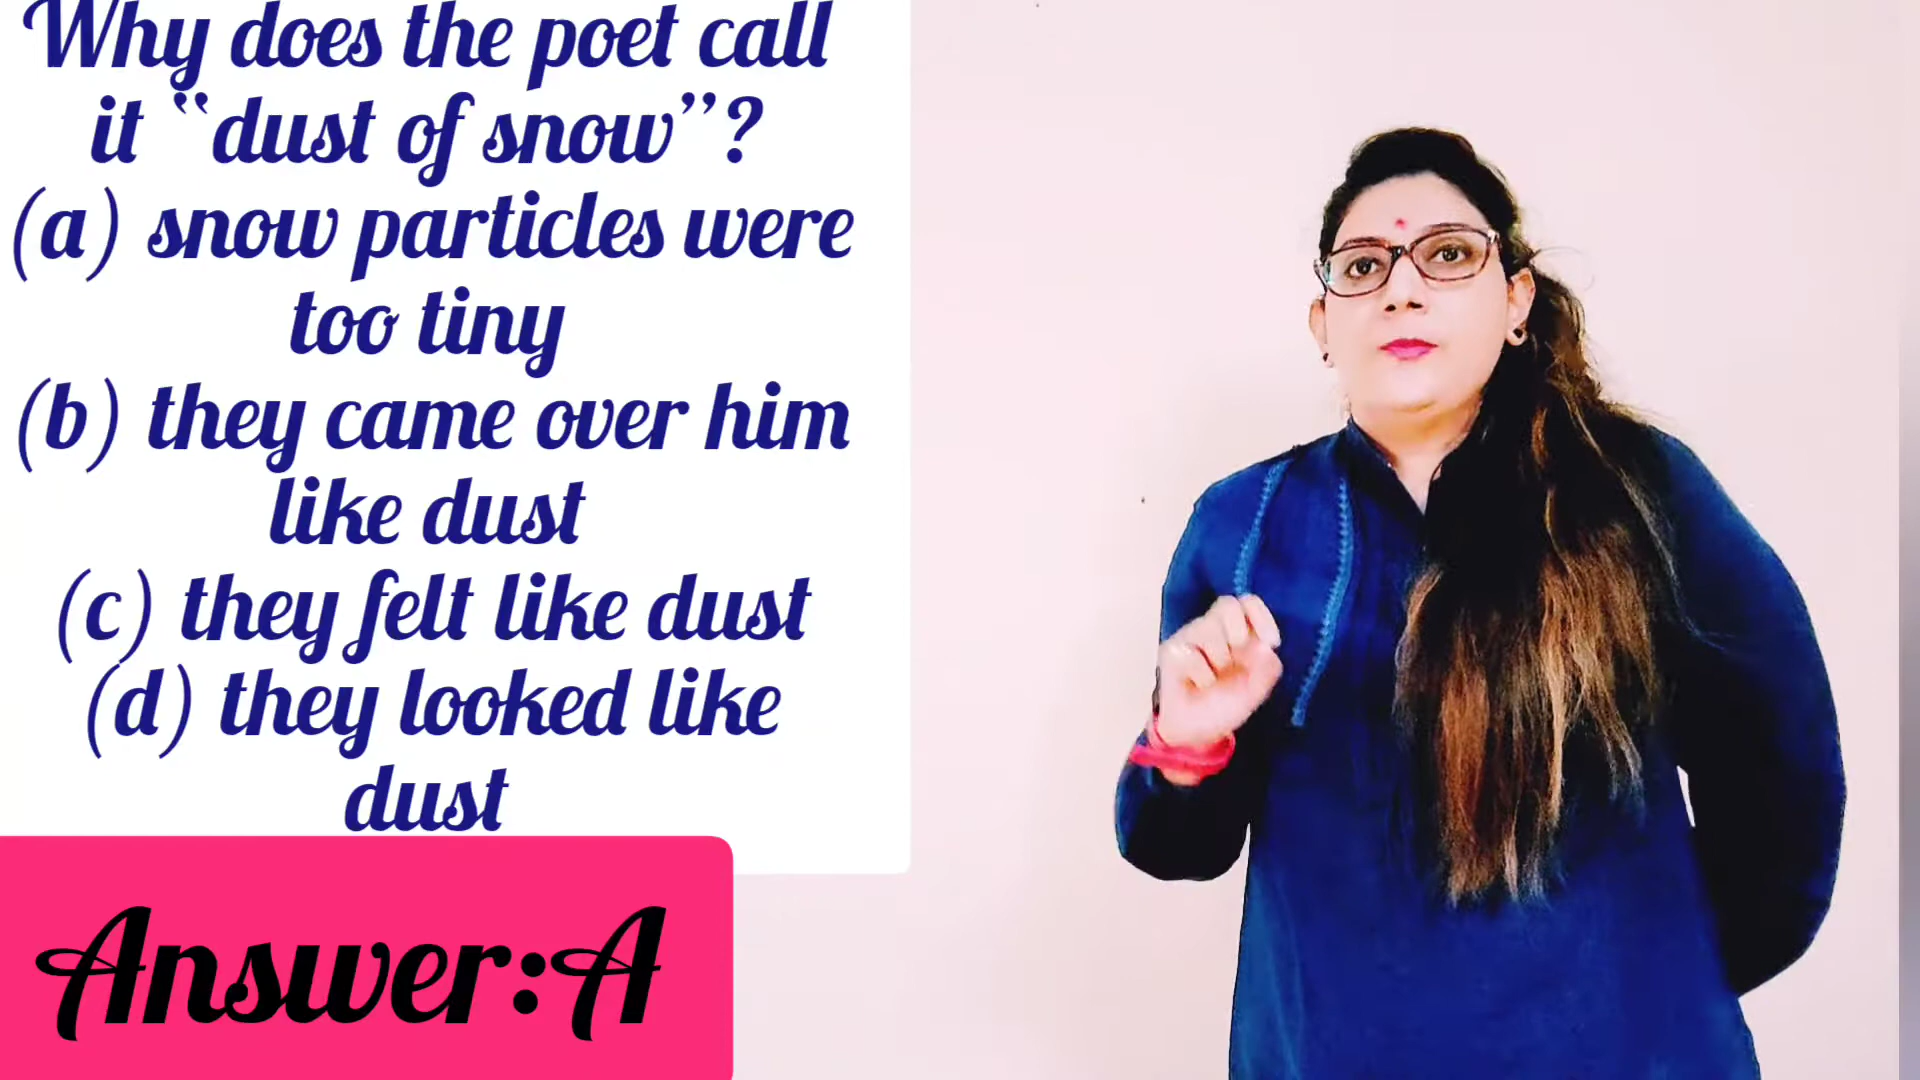 Why does the poet call
it “dust of snow”?
(a) snow particles were
too tiny
(b) they came over him
like dust
(c) they felt like dust
(d) they looked like
dust
Answer:A